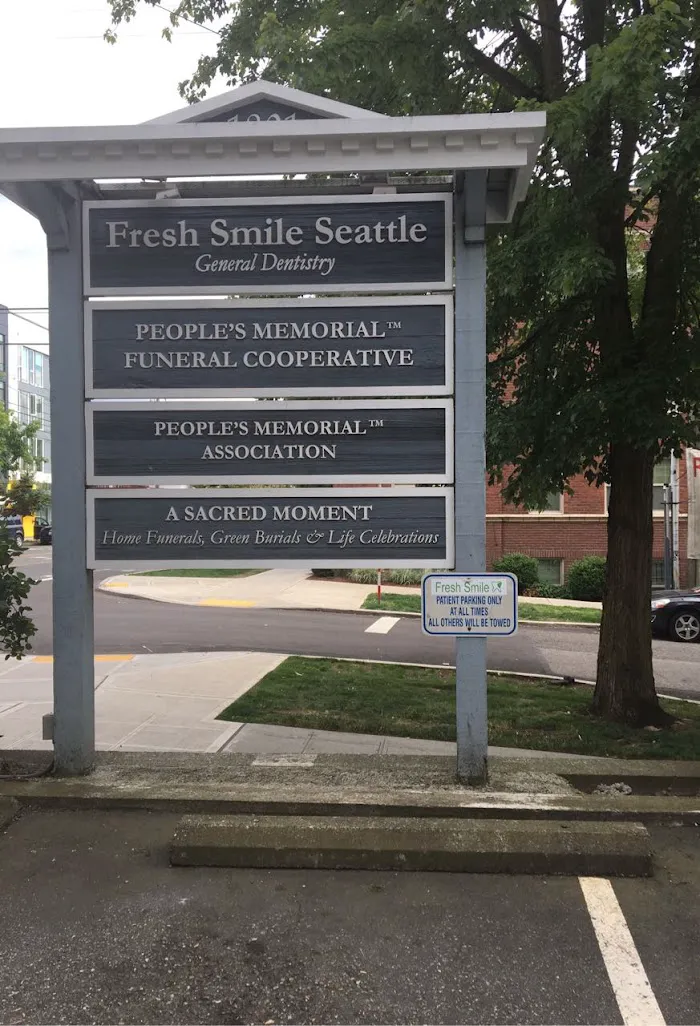 Fresh Smile Seattle
General Dentistry
PEOPLE'S MEMORIAL™
FUNERAL COOPERATIVE
PEOPLE'S MEMORIAL™
ASSOCIATION
A SACRED MOMENT
Home Funerals, Green Burials & Life Celebrations
Fresh Smile
PATIENT PARKING ONLY
AT ALL TIMES
ALL OTHERS WILL BE TOWED